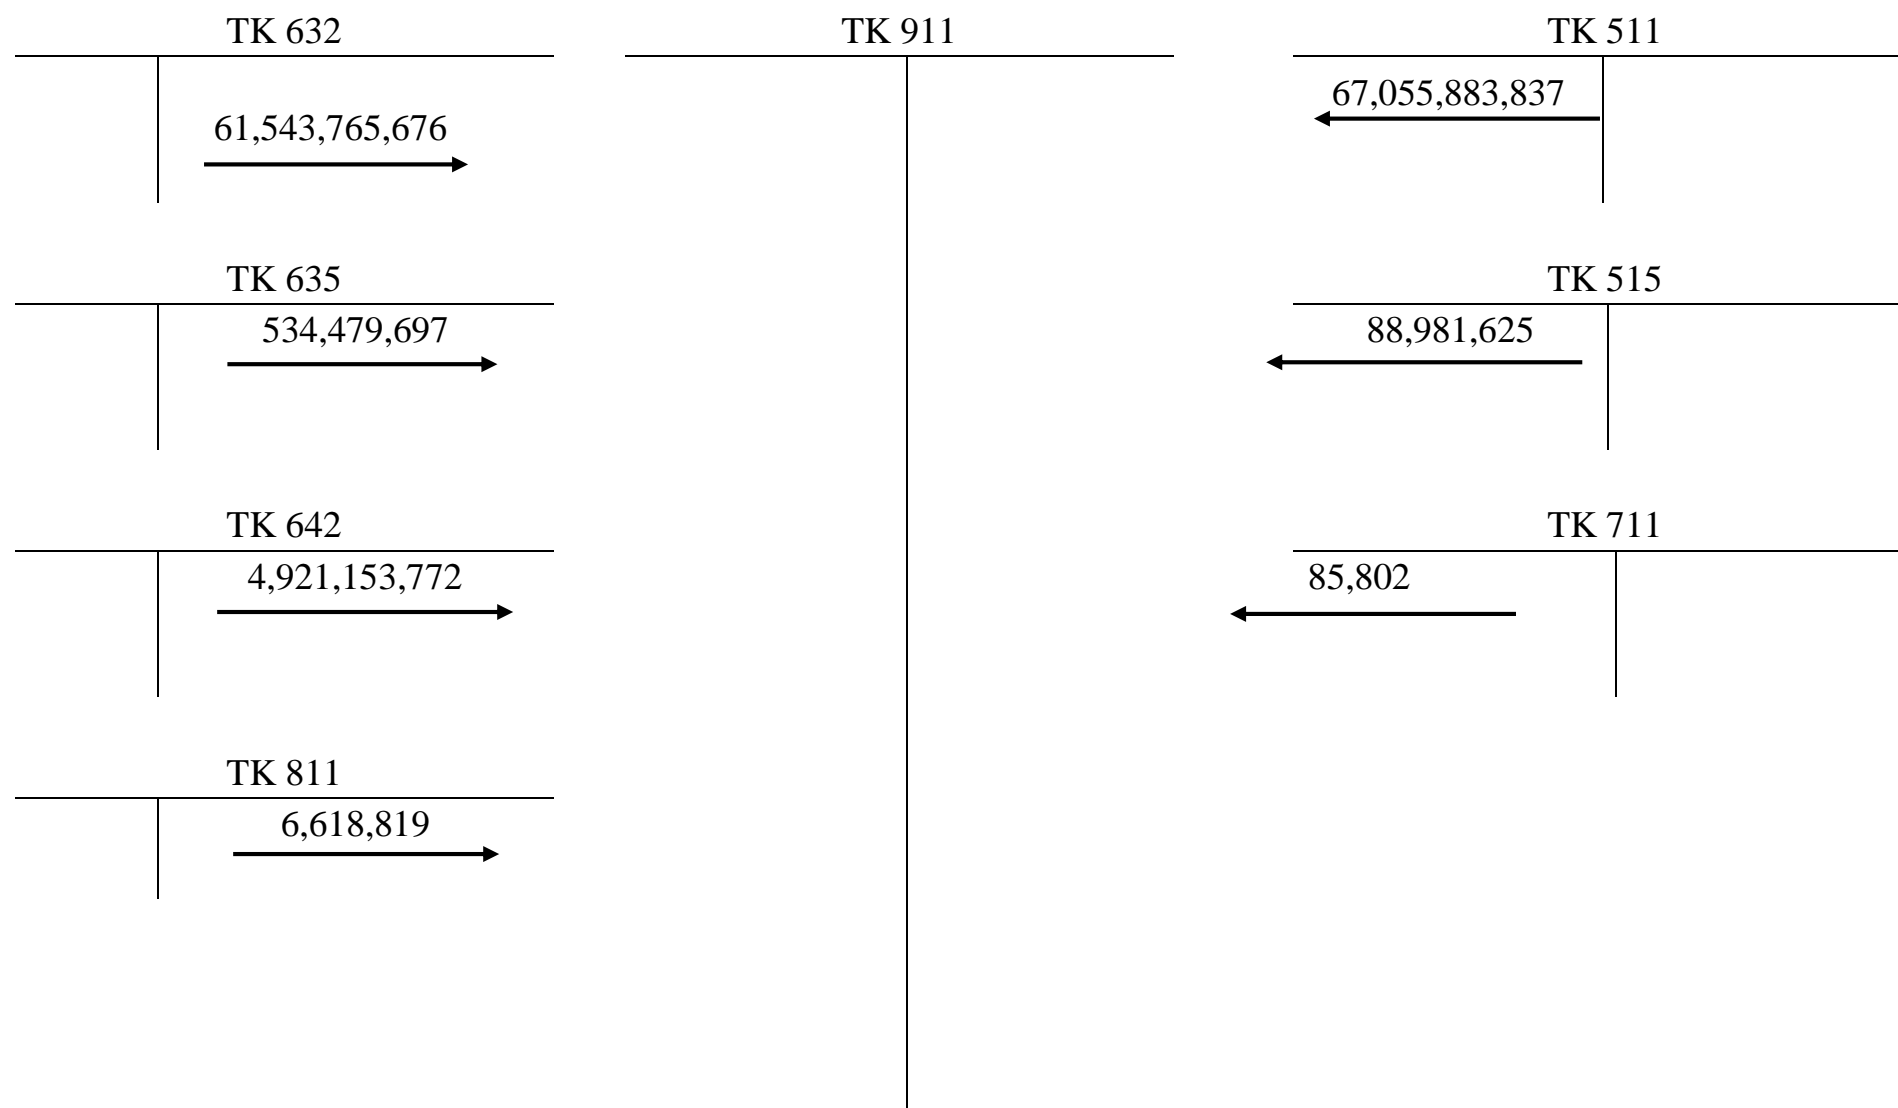 TK 632
TK 911
TK 511
61,543,765,676
67,055,883,837
TK 635
TK 515
534,479,697
88,981,625
TK 642
TK 711
4,921,153,772
85,802
TK 811
6,618,819